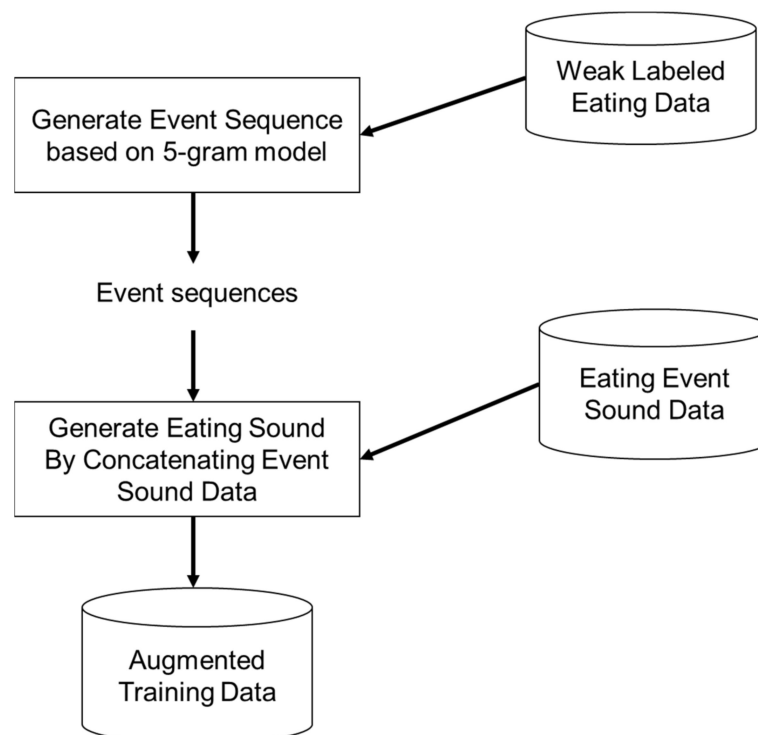 Weak Labeled
Eating Data
Generate Event Sequence
based on 5-gram model
Event sequences
Eating Event
Sound Data
Generate Eating Sound
By Concatenating Event
Sound Data
Augmented
Training Data